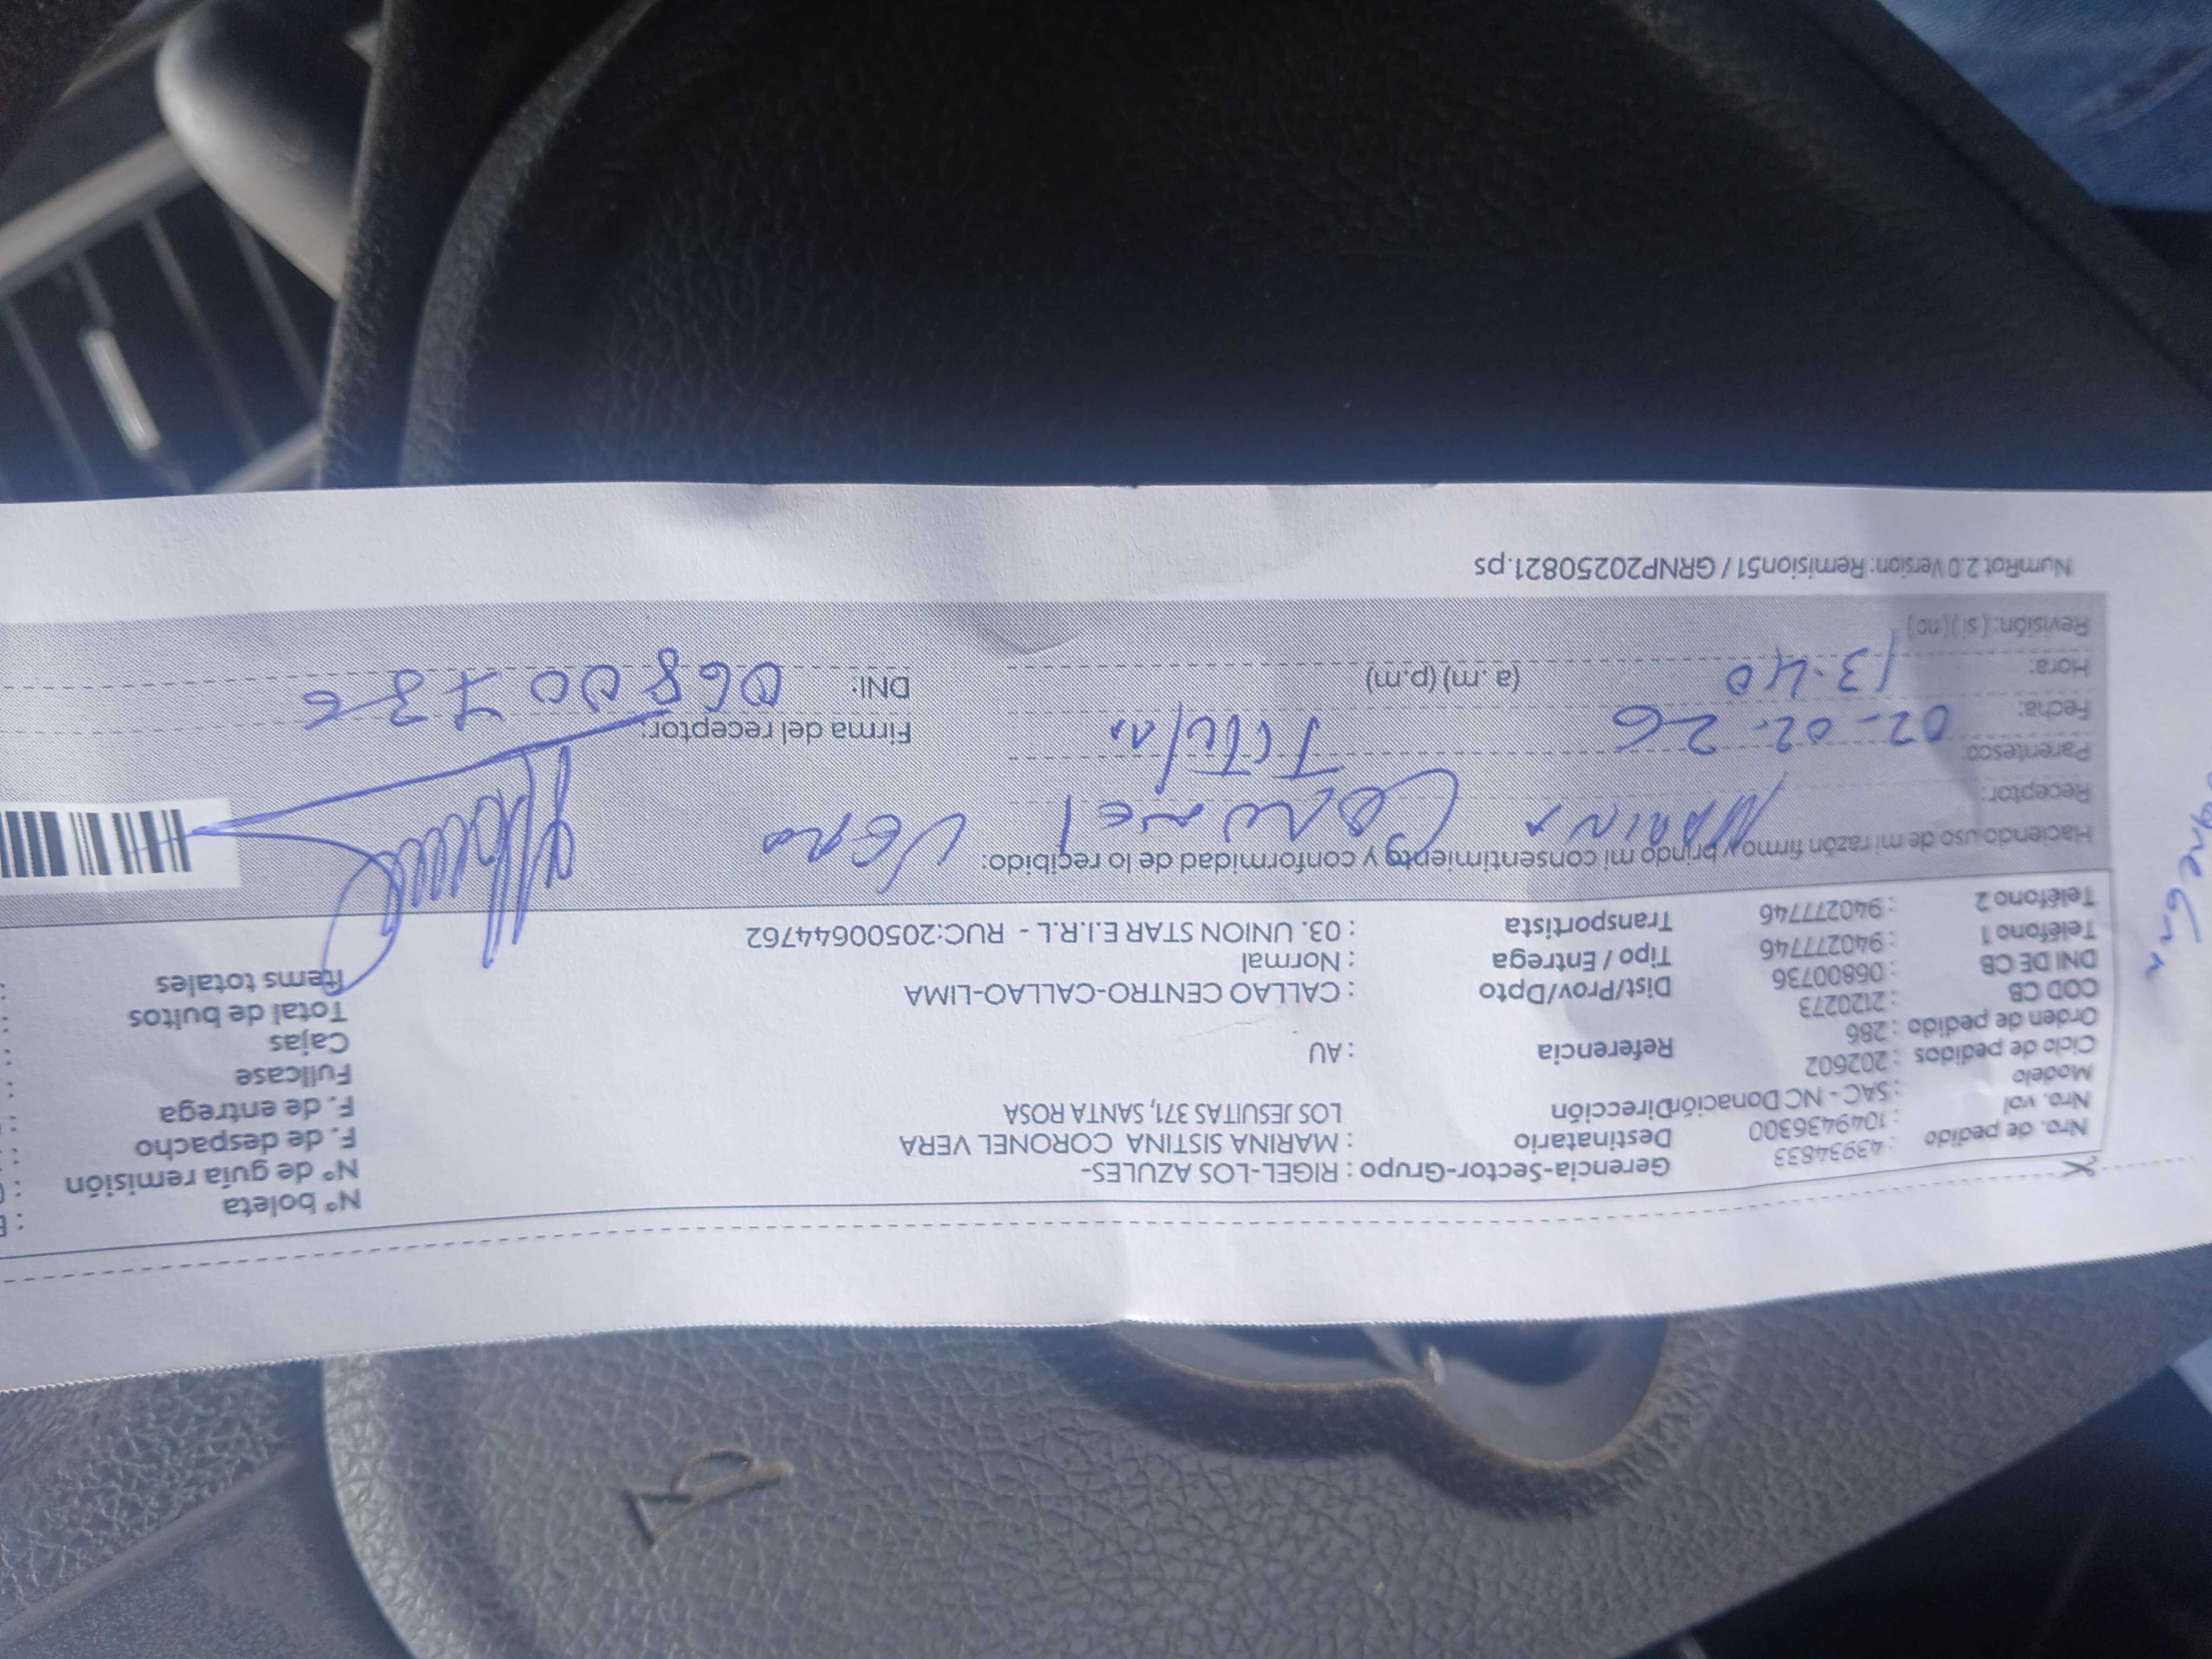 Nro. de pedido : 43934833 Gerencia-Sector-Grupo : RIGEL-LOS AZULES- N° boleta :
Nro. vol : 1049436300 Destinatario : MARINA SISTINA CORONEL VERA N° de guía remisión :
Modelo : SAC - NC Donación Dirección LOS JESUITAS 371, SANTA ROSA F. de despacho :
Ciclo de pedidos : 202602 F. de entrega :
Orden de pedido : 286 Referencia : AU Fullcase :
COD CB : 2120273 Cajas :
DNI DE CB : 06800736 Dist/Prov/Dpto : CALLAO CENTRO-CALLAO-LIMA Total de bultos :
Teléfono 1 : 940277746 Tipo / Entrega : Normal Items totales :
Teléfono 2 : 940277746 Transportista : 03. UNION STAR E.I.R.L - RUC:20500644762
Haciendo uso de mi razón firmo y brindo mi consentimiento y conformidad de lo recibido:
Receptor: MARINA Coronel Vera
Parentesco: Titular
Fecha: 02-02-26 Firma del receptor:
Hora: 13.40 (a.m) (p.m) DNI: 06800736
Revisión: (si) (no)
NumRot 2.0 Version: Remision51 / GRNP20250821.ps